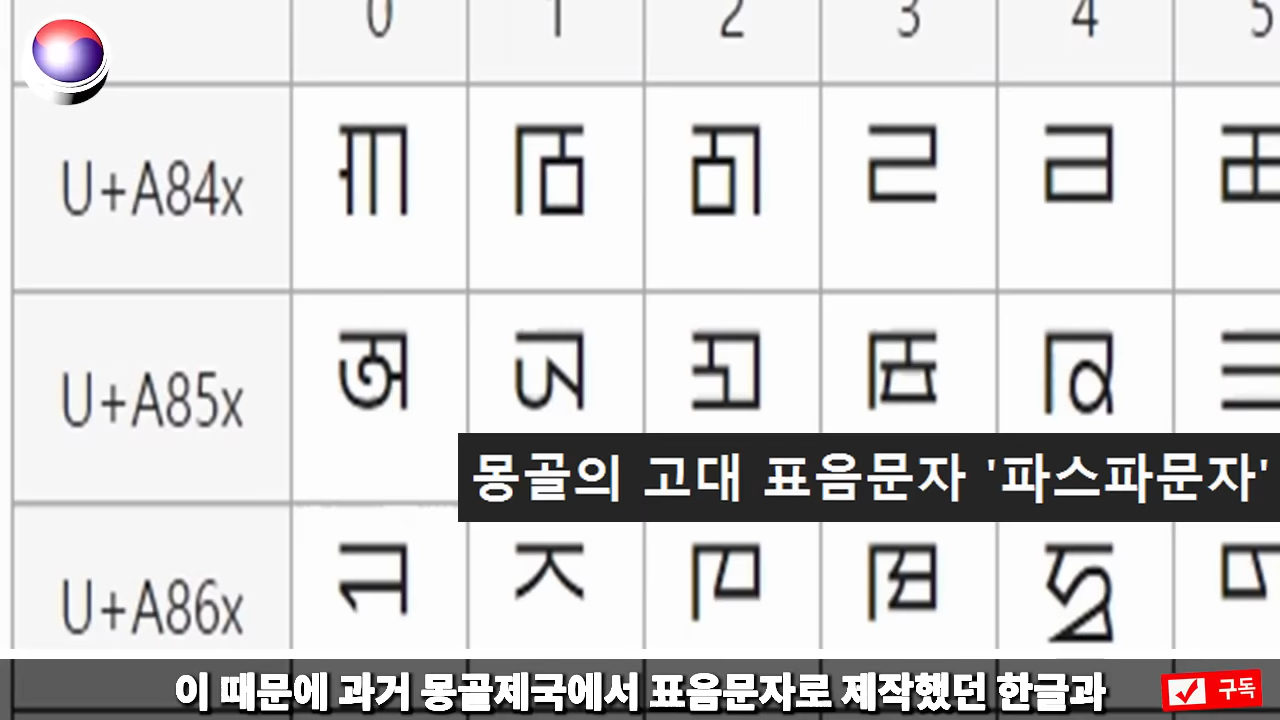 0 1 2 3 4 5
U+A84x ꡀ ꡁ ꡂ ꡃ ꡄ ꡅ
U+A85x ꡐ ꡑ ꡒ ꡓ ꡔ ꡕ
몽골의 고대 표음문자 '파스파문자'
U+A86x ꡠ ꡡ ꡢ ꡣ ꡤ ꡥ
이 때문에 과거 몽골제국에서 표음문자로 제작했던 한글과
구독